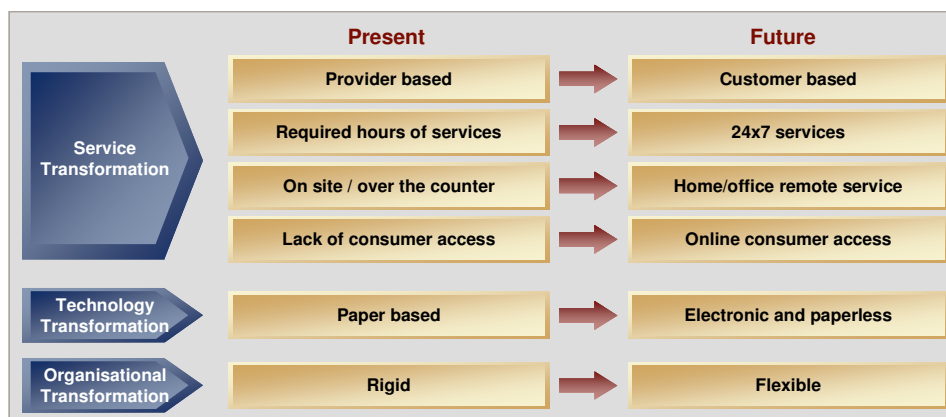 Present
Future
Service
Transformation
Provider based
Customer based
Required hours of services
24x7 services
On site / over the counter
Home/office remote service
Lack of consumer access
Online consumer access
Technology
Transformation
Paper based
Electronic and paperless
Organisational
Transformation
Rigid
Flexible